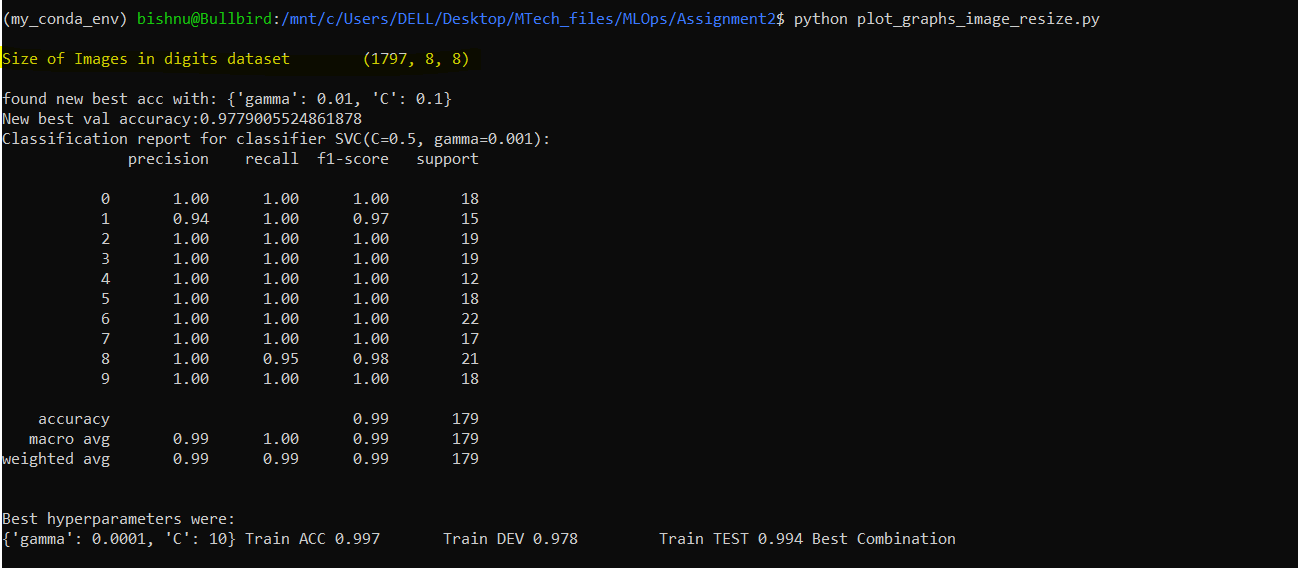 (my_conda_env) bishnu@Bullbird:/mnt/c/Users/DELL/Desktop/MTech_files/MLOps/Assignment2$ python plot_graphs_image_resize.py
Size of Images in digits dataset (1797, 8, 8)
found new best acc with: {'gamma': 0.01, 'C': 0.1}
New best val accuracy:0.9779005524861878
Classification report for classifier SVC(C=0.5, gamma=0.001):
precision recall f1-score support
0 1.00 1.00 1.00 18
1 0.94 1.00 0.97 15
2 1.00 1.00 1.00 19
3 1.00 1.00 1.00 19
4 1.00 1.00 1.00 12
5 1.00 1.00 1.00 18
6 1.00 1.00 1.00 22
7 1.00 1.00 1.00 17
8 1.00 0.95 0.98 21
9 1.00 1.00 1.00 18
accuracy 0.99 179
macro avg 0.99 1.00 0.99 179
weighted avg 0.99 0.99 0.99 179
Best hyperparameters were:
{'gamma': 0.0001, 'C': 10} Train ACC 0.997 Train DEV 0.978 Train TEST 0.994 Best Combination